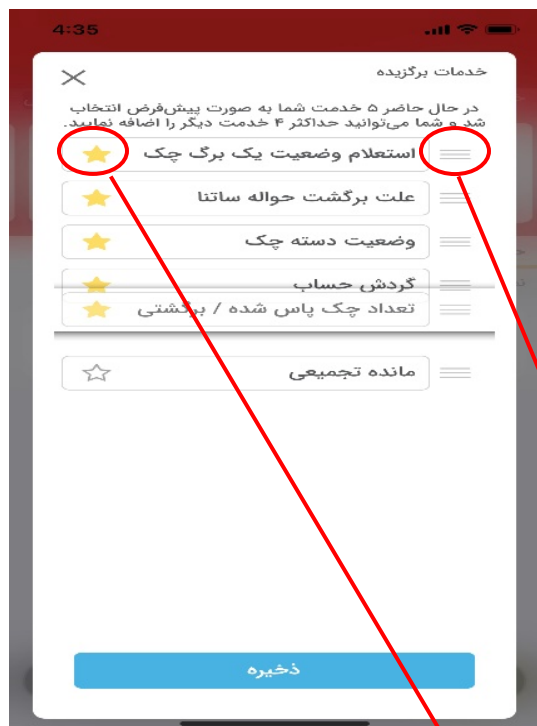 4:35
خدمات برگزیده
در حال حاضر ۵ خدمت شما به صورت پیش‌فرض انتخاب
شد و شما می‌توانید حداکثر ۴ خدمت دیگر را اضافه نمایید.
استعلام وضعیت یک برگ چک
علت برگشت حواله ساتنا
وضعیت دسته چک
گردش حساب
تعداد چک پاس شده / برگشتی
مانده تجمیعی
ذخیره